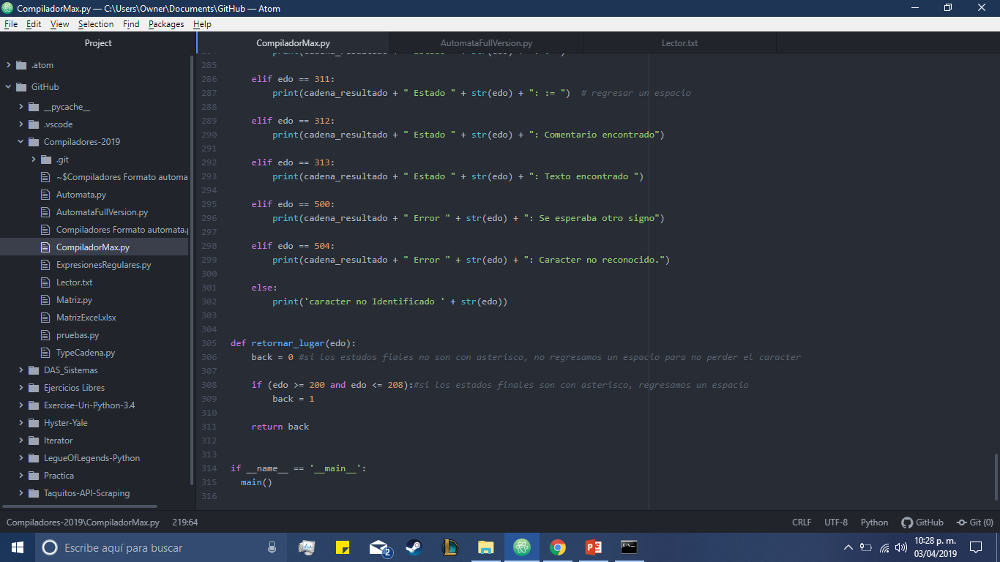 CompiladorMax.py — C:\Users\Owner\Documents\GitHub — Atom
File Edit View Selection Find Packages Help
Project
CompiladorMax.py
AutomataFullVersion.py
Lector.txt
.atom
GitHub
__pycache__
.vscode
Compiladores-2019
.git
~$Compiladores Formato automa
Automata.py
AutomataFullVersion.py
Compiladores Formato automata.
CompiladorMax.py
ExpresionesRegulares.py
Lector.txt
Matriz.py
MatrizExcel.xlsx
pruebas.py
TypeCadena.py
DAS_Sistemas
Ejercicios Libres
Exercise-Uri-Python-3.4
Hyster-Yale
Iterator
LegueOfLegends-Python
Practica
Taquitos-API-Scraping
285
286 elif edo == 311:
287 print(cadena_resultado + " Estado " + str(edo) + ": := ") # regresar un espacio
288
289 elif edo == 312:
290 print(cadena_resultado + " Estado " + str(edo) + ": Comentario encontrado")
291
292 elif edo == 313:
293 print(cadena_resultado + " Estado " + str(edo) + ": Texto encontrado ")
294
295 elif edo == 500:
296 print(cadena_resultado + " Error " + str(edo) + ": Se esperaba otro signo")
297
298 elif edo == 504:
299 print(cadena_resultado + " Error " + str(edo) + ": Caracter no reconocido.")
300
301 else:
302 print('caracter no Identificado ' + str(edo))
303
304
305 def retornar_lugar(edo):
306 back = 0 #si los estados fiales no son con asterisco, no regresamos un espacio para no perder el caracter
307
308 if (edo >= 200 and edo <= 208):#si los estados finales son con asterisco, regresamos un espacio
309 back = 1
310
311 return back
312
313
314 if __name__ == '__main__':
315 main()
316
Compiladores-2019\CompiladorMax.py 219:64
CRLF UTF-8 Python GitHub Git (0)
Escribe aquí para buscar
2
10:28 p. m.
03/04/2019